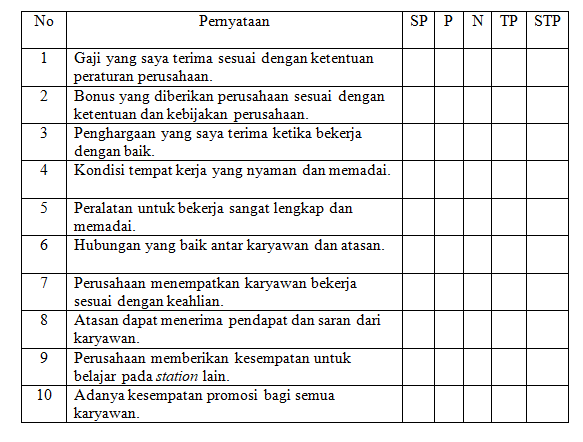 No Pernyataan SP P N TP STP
1 Gaji yang saya terima sesuai dengan ketentuan
peraturan perusahaan.
2 Bonus yang diberikan perusahaan sesuai dengan
ketentuan dan kebijakan perusahaan.
3 Penghargaan yang saya terima ketika bekerja
dengan baik.
4 Kondisi tempat kerja yang nyaman dan memadai.
5 Peralatan untuk bekerja sangat lengkap dan
memadai.
6 Hubungan yang baik antar karyawan dan atasan.
7 Perusahaan menempatkan karyawan bekerja
sesuai dengan keahlian.
8 Atasan dapat menerima pendapat dan saran dari
karyawan.
9 Perusahaan memberikan kesempatan untuk
belajar pada station lain.
10 Adanya kesempatan promosi bagi semua
karyawan.